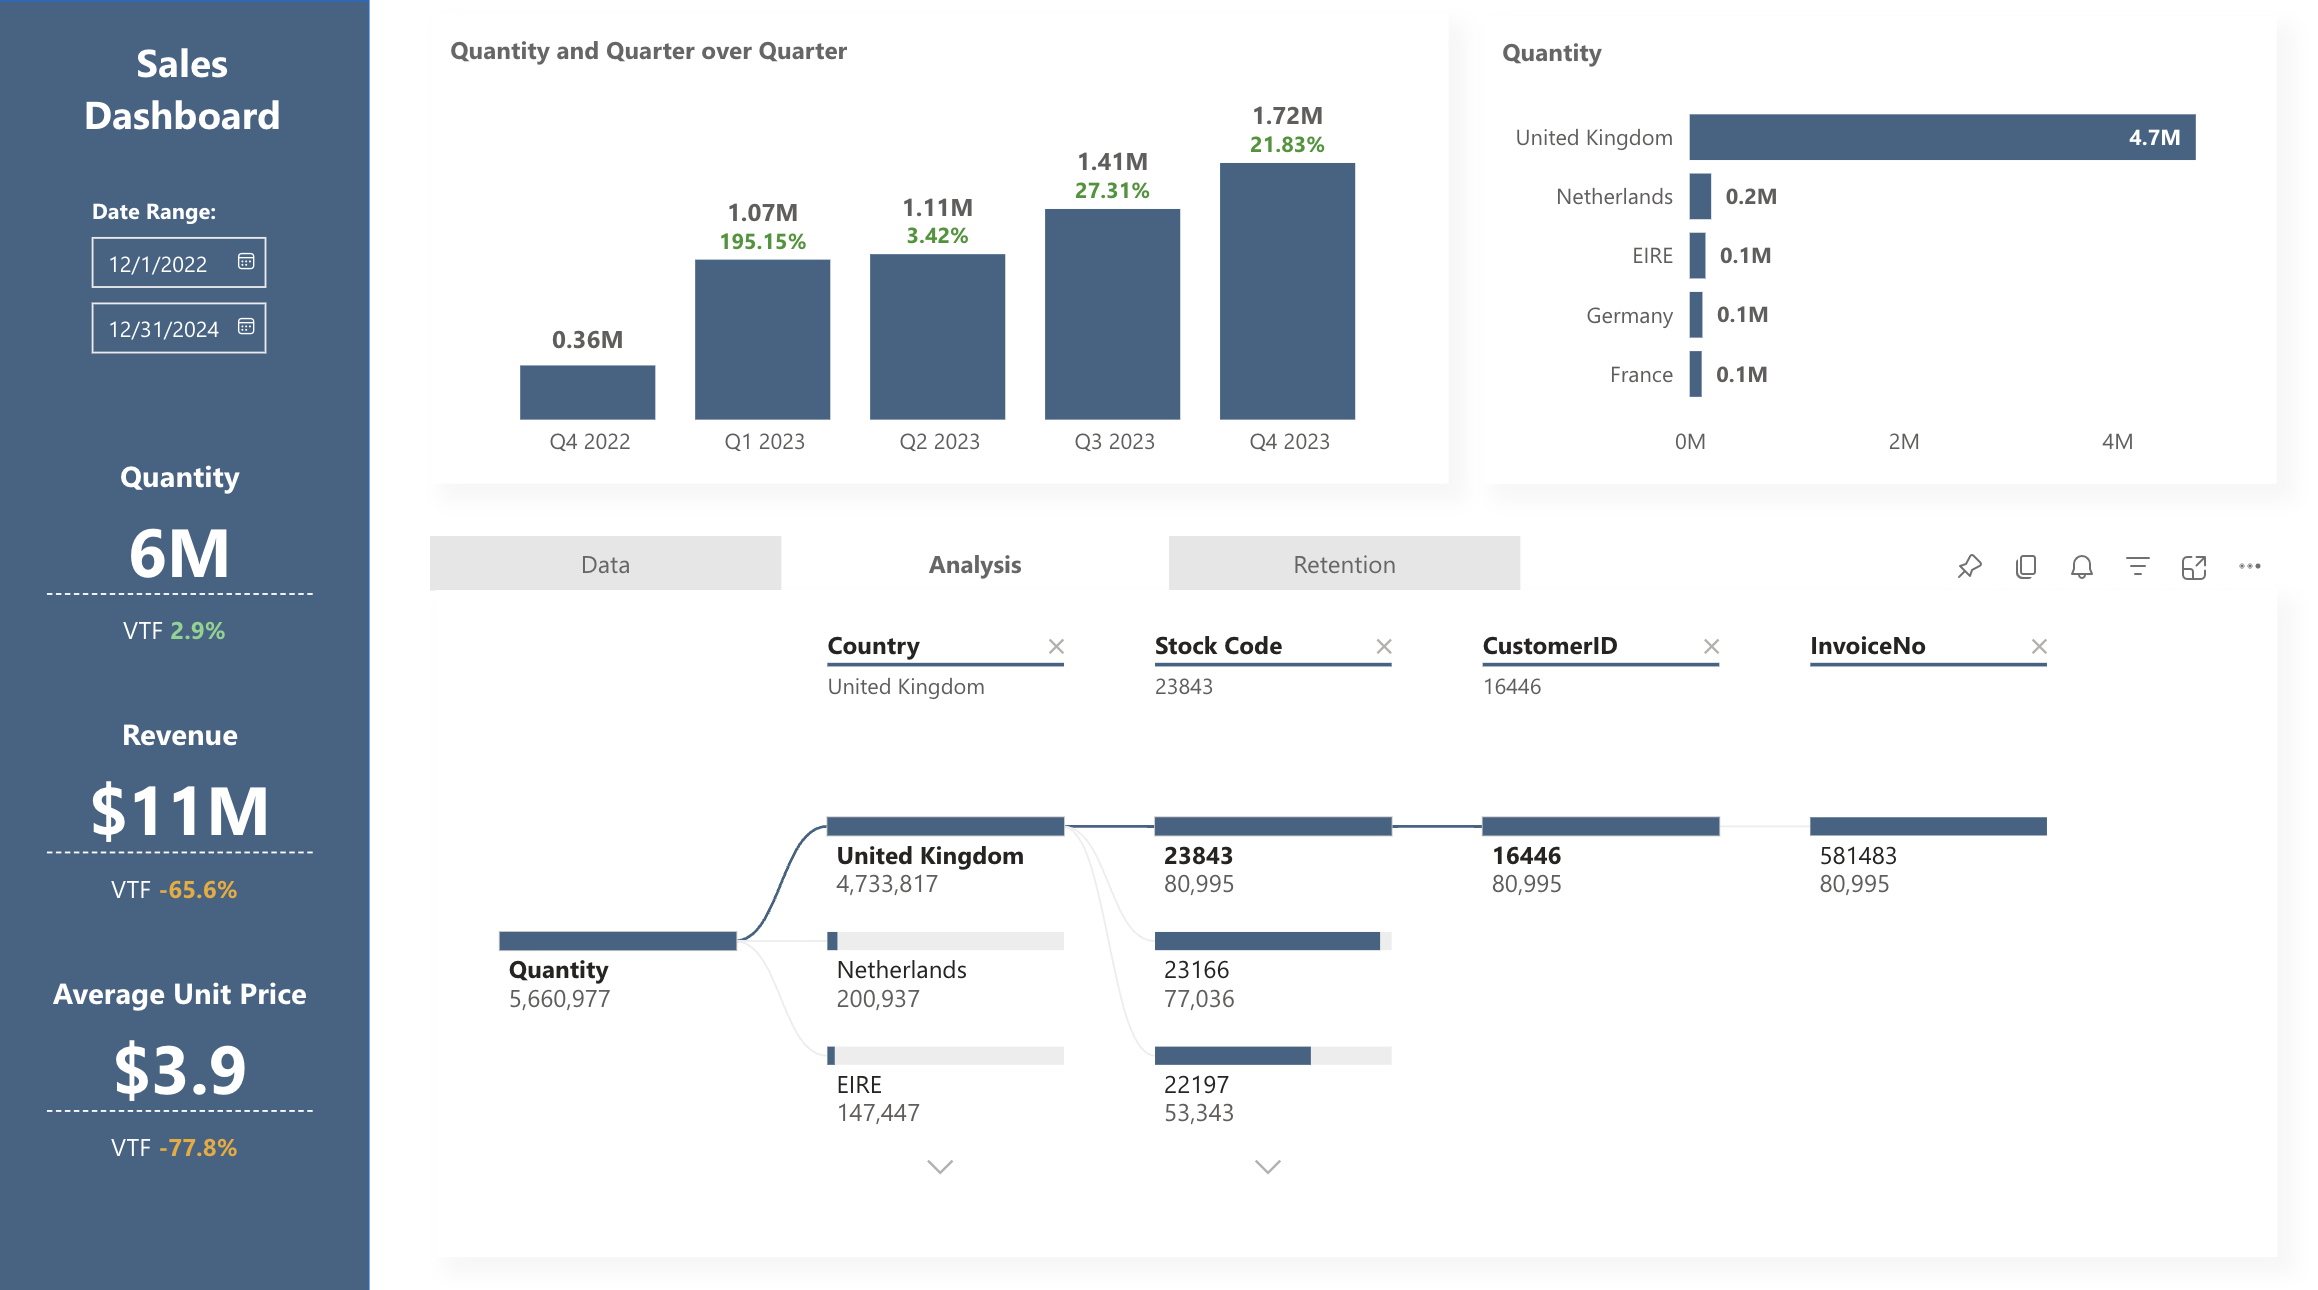 Sales
Dashboard
Date Range:
12/1/2022
12/31/2024
Quantity
6M
VTF 2.9%
Revenue
$11M
VTF -65.6%
Average Unit Price
$3.9
VTF -77.8%
Quantity and Quarter over Quarter
0.36M
1.07M
195.15%
1.11M
3.42%
1.41M
27.31%
1.72M
21.83%
Q4 2022
Q1 2023
Q2 2023
Q3 2023
Q4 2023
Quantity
United Kingdom 4.7M
Netherlands 0.2M
EIRE 0.1M
Germany 0.1M
France 0.1M
0M 2M 4M
Data
Analysis
Retention
Country
United Kingdom
Stock Code
23843
CustomerID
16446
InvoiceNo
Quantity
5,660,977
United Kingdom
4,733,817
Netherlands
200,937
EIRE
147,447
23843
80,995
23166
77,036
22197
53,343
16446
80,995
581483
80,995